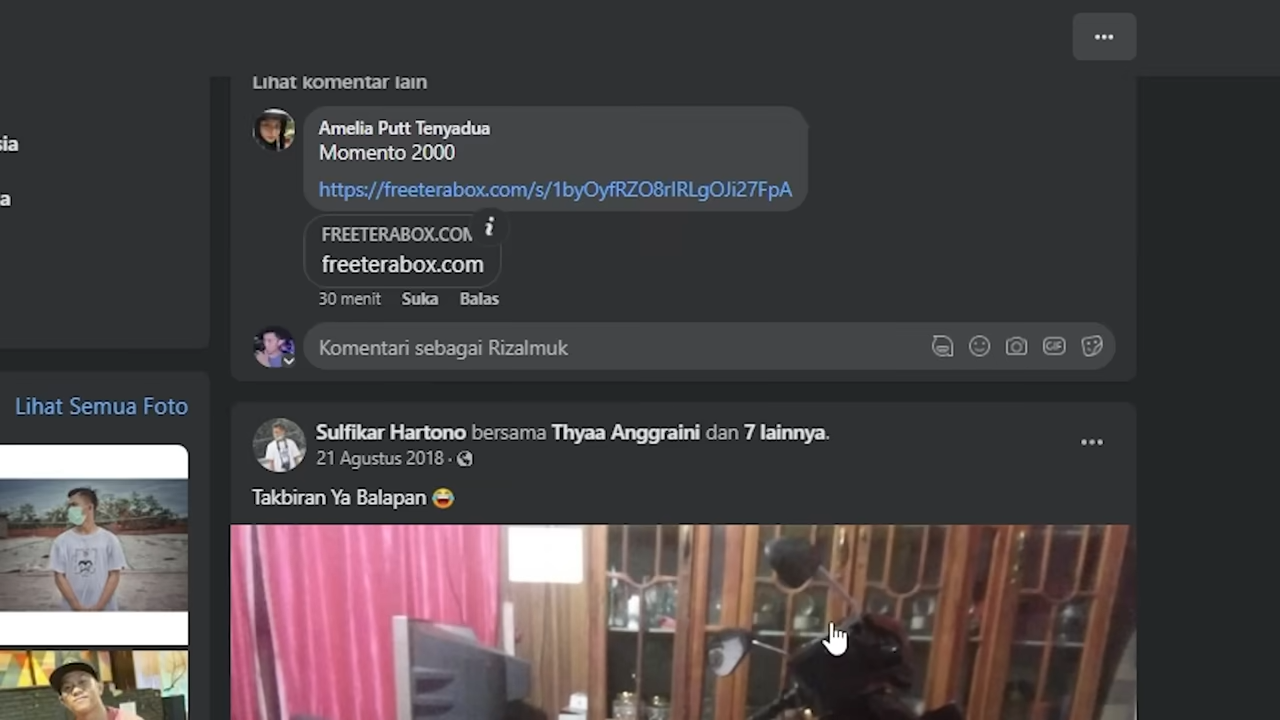 Lihat komentar lain
sia
Amelia Putt Tenyadua
Momento 2000
a
https://freeterabox.com/s/1byOyfRZO8rIRLgOJi27FpA
FREETERABOX.COM
freeterabox.com
30 menit Suka Balas
Komentari sebagai Rizalmuk
GIF
Lihat Semua Foto
Sulfikar Hartono bersama Thyaa Anggraini dan 7 lainnya.
21 Agustus 2018 ·
Takbiran Ya Balapan 😂